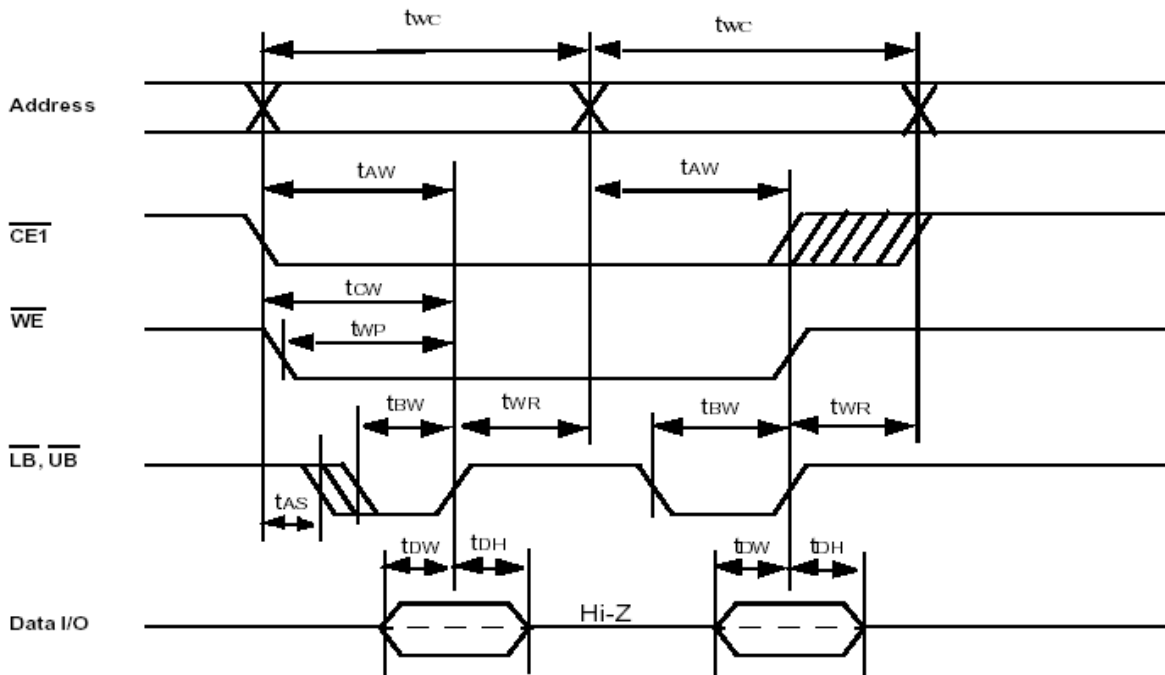 tWC tWC
Address
tAW tAW
CE1
tCW
WE
tWP
tBW tWR tBW tWR
LB, UB
tAS
tDW tDH tDW tDH
Hi-Z
Data I/O